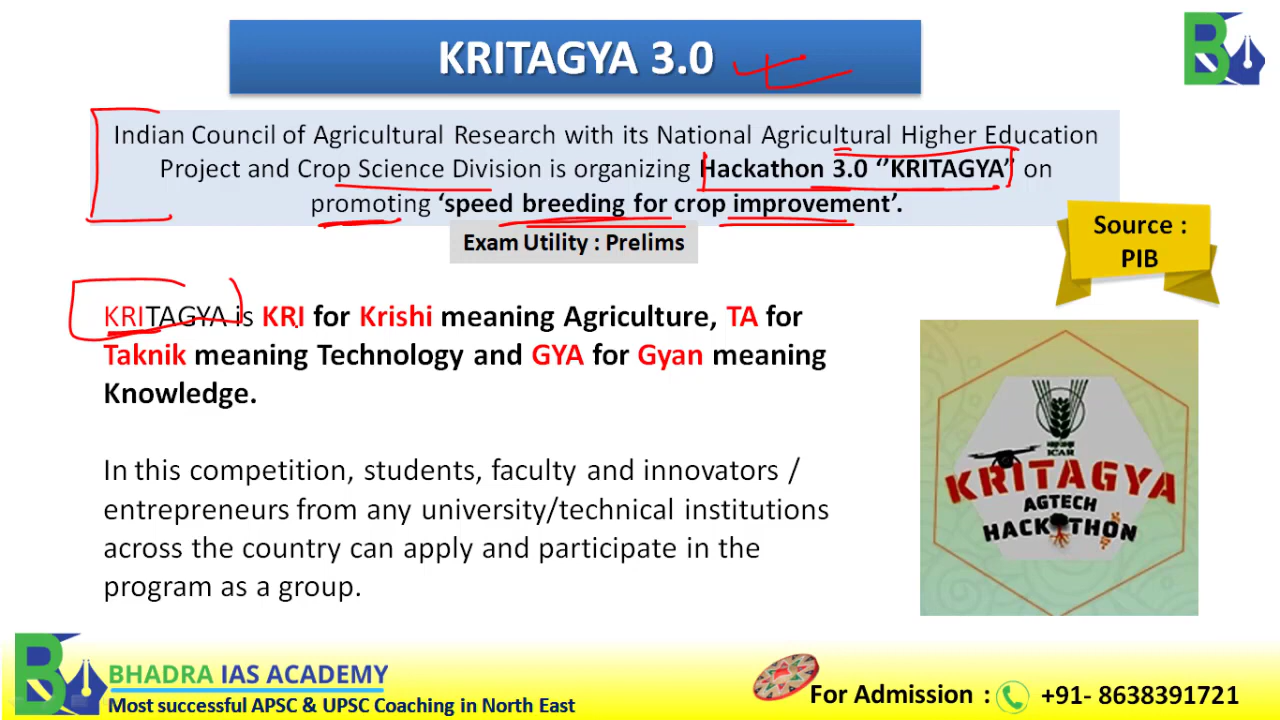 KRITAGYA 3.0
Indian Council of Agricultural Research with its National Agricultural Higher Education
Project and Crop Science Division is organizing Hackathon 3.0 ‘’KRITAGYA’’ on
promoting ‘speed breeding for crop improvement’.
Exam Utility : Prelims
Source :
PIB
KRITAGYA is KRI for Krishi meaning Agriculture, TA for
Taknik meaning Technology and GYA for Gyan meaning
Knowledge.
In this competition, students, faculty and innovators /
entrepreneurs from any university/technical institutions
across the country can apply and participate in the
program as a group.
ICAR
KRITAGYA
AGTECH
HACKATHON
BHADRA IAS ACADEMY
Most successful APSC & UPSC Coaching in North East
For Admission : +91- 8638391721